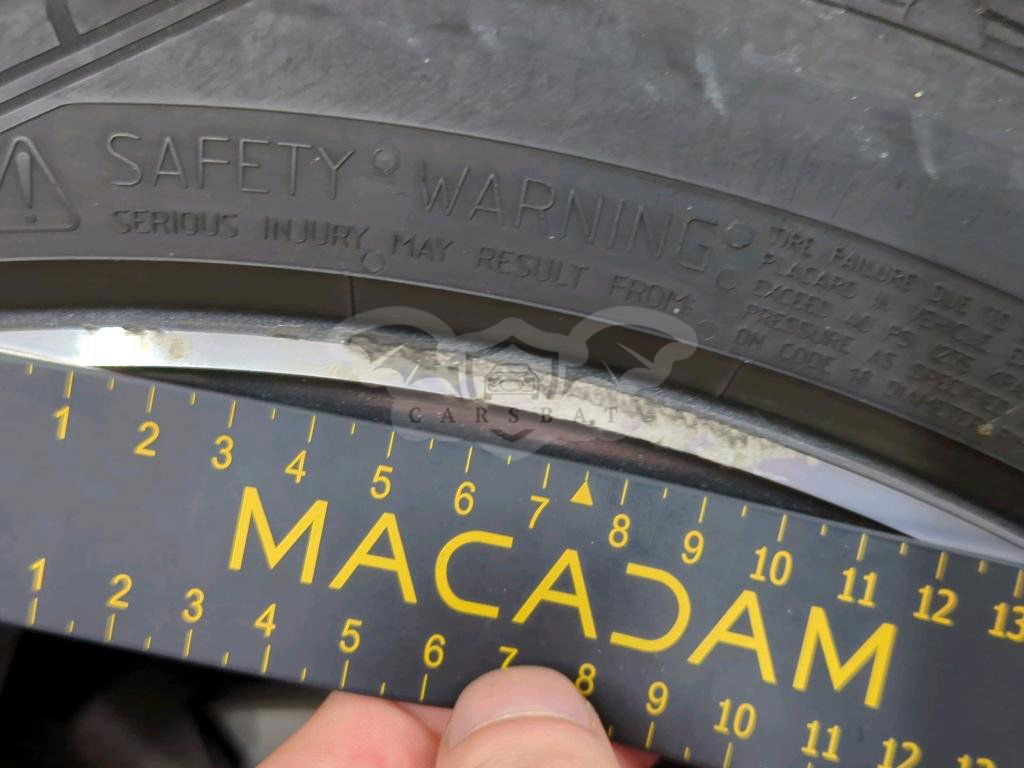 SAFETY WARNING
SERIOUS INJURY MAY RESULT FROM:
TIRE FAILURE DUE TO
PLACARD IN VEHICLE
EXCEED 40 PSI
PRESSURE AS SPECIFIED
ON CODE 18 DIAMETER
CARSBAT
1 2 3 4 5 6 7 8 9 10 11 12 13
MACADAM
1 2 3 4 5 6 7 8 9 10 11 12